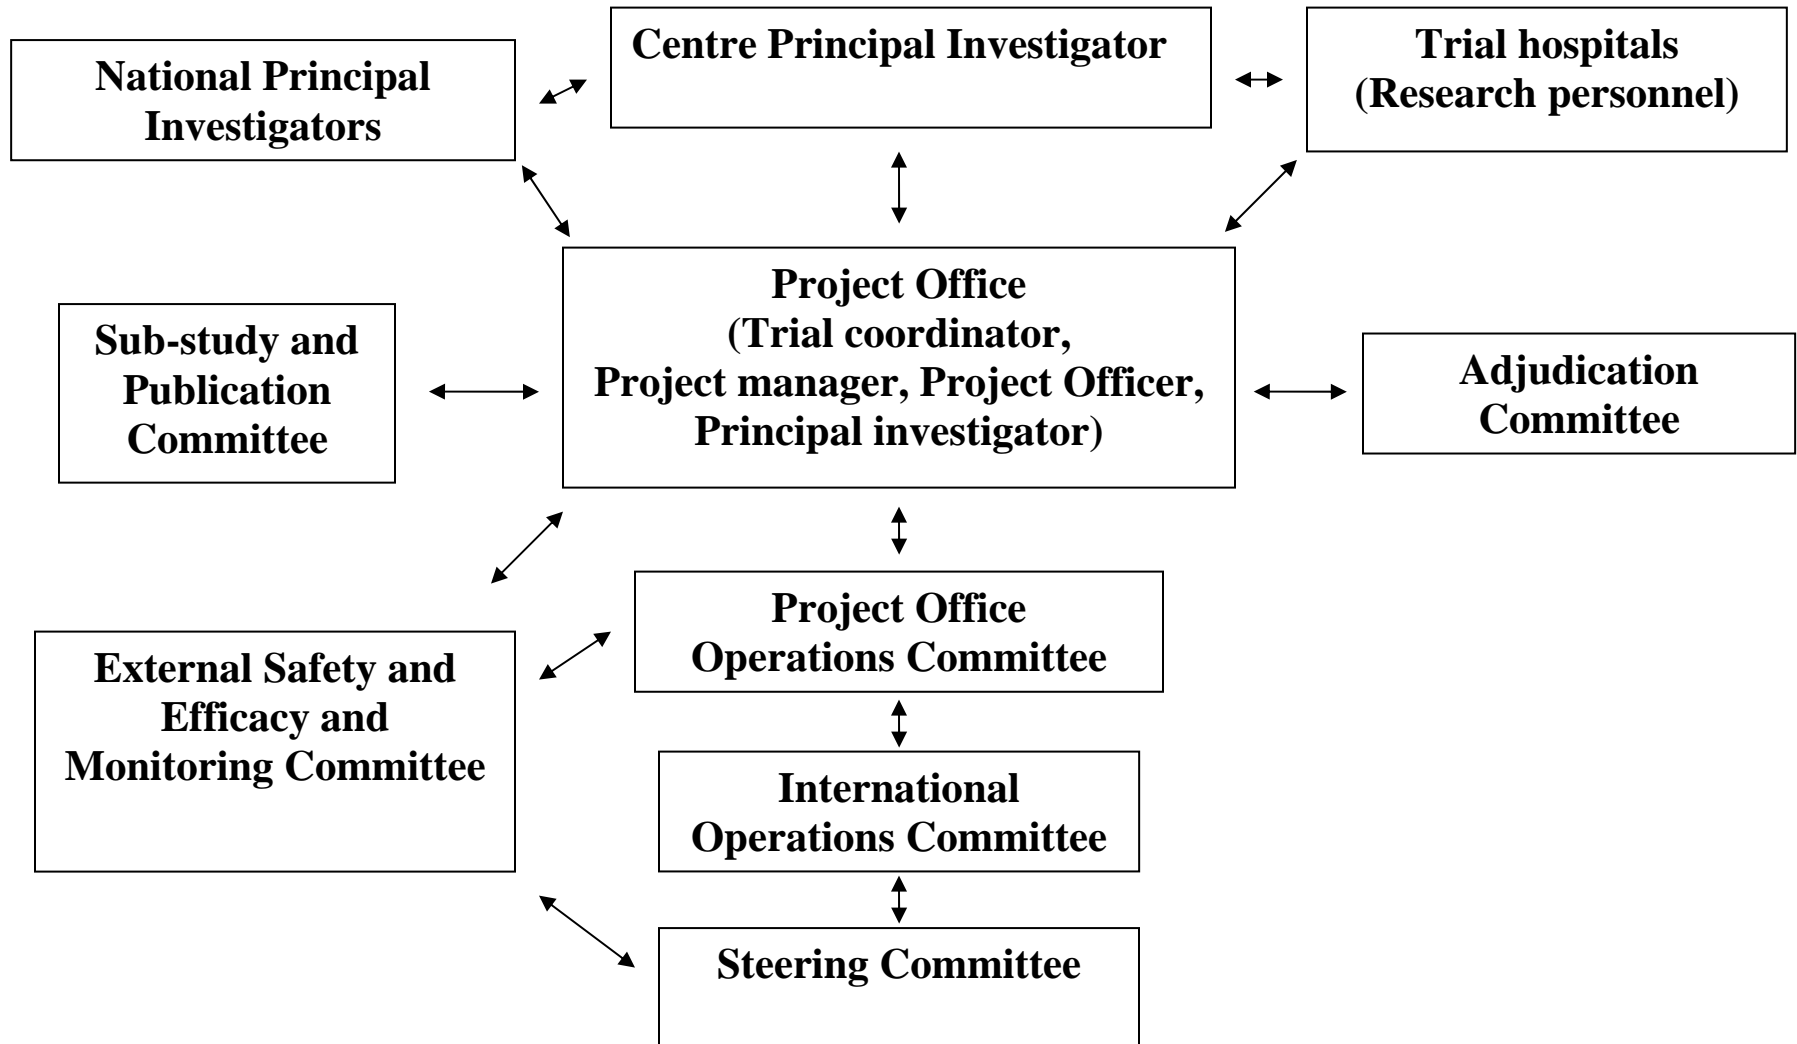 National Principal
Investigators
Centre Principal Investigator
Trial hospitals
(Research personnel)
Project Office
(Trial coordinator,
Project manager, Project Officer,
Principal investigator)
Sub-study and
Publication
Committee
Adjudication
Committee
Project Office
Operations Committee
External Safety and
Efficacy and
Monitoring Committee
International
Operations Committee
Steering Committee